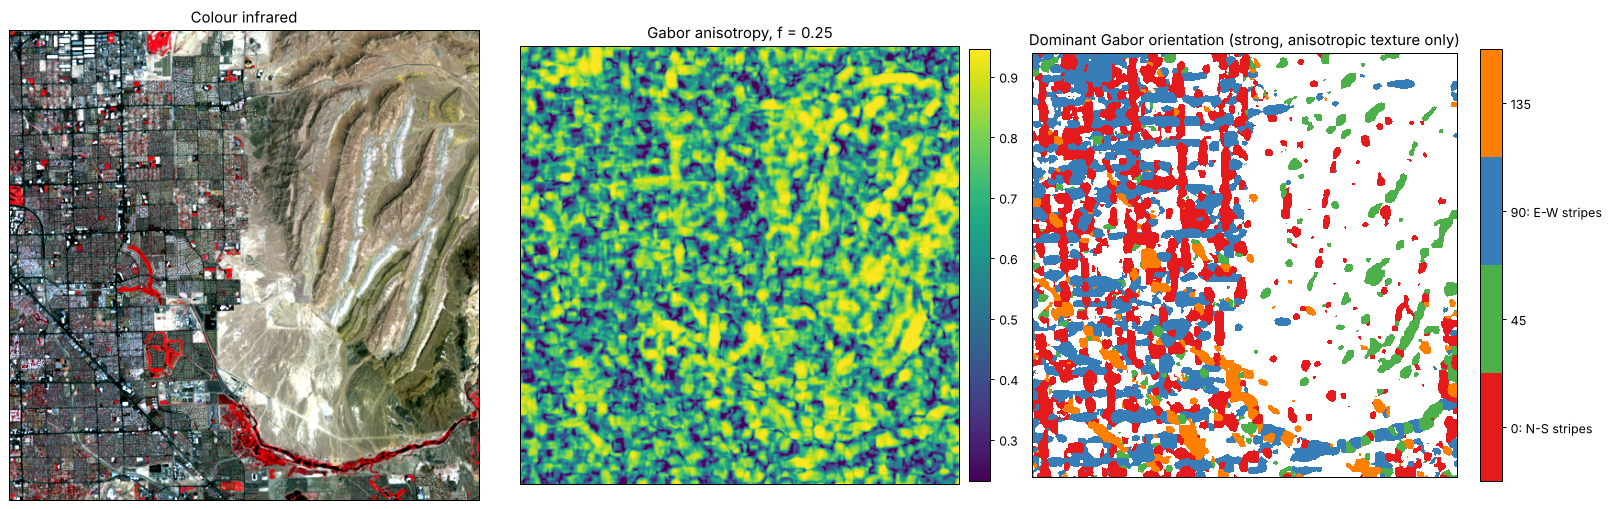 Colour infrared
Gabor anisotropy, f = 0.25
0.9
0.8
0.7
0.6
0.5
0.4
0.3
Dominant Gabor orientation (strong, anisotropic texture only)
135
90: E-W stripes
45
0: N-S stripes